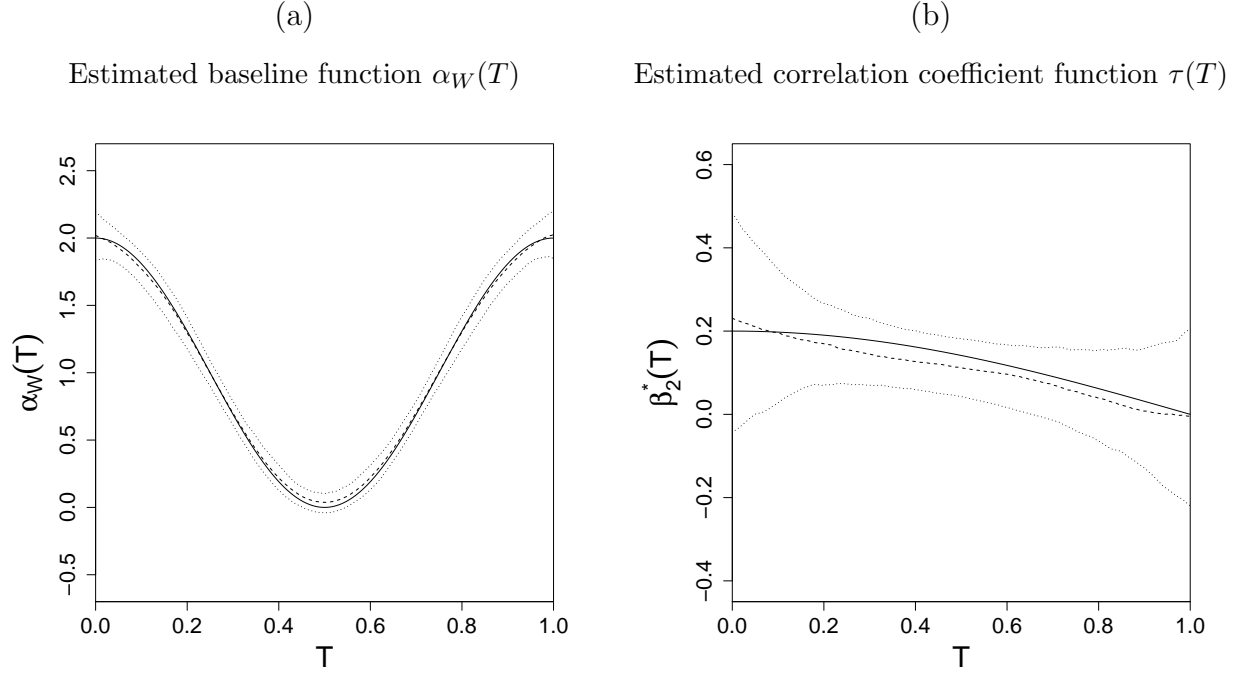 (a)
Estimated baseline function α_W(T)
2.5
2.0
1.5
1.0
0.5
0.0
−0.5
α_W(T)
0.0 0.2 0.4 0.6 0.8 1.0
T
(b)
Estimated correlation coefficient function τ(T)
0.6
0.4
0.2
0.0
−0.2
−0.4
β*_2(T)
0.0 0.2 0.4 0.6 0.8 1.0
T